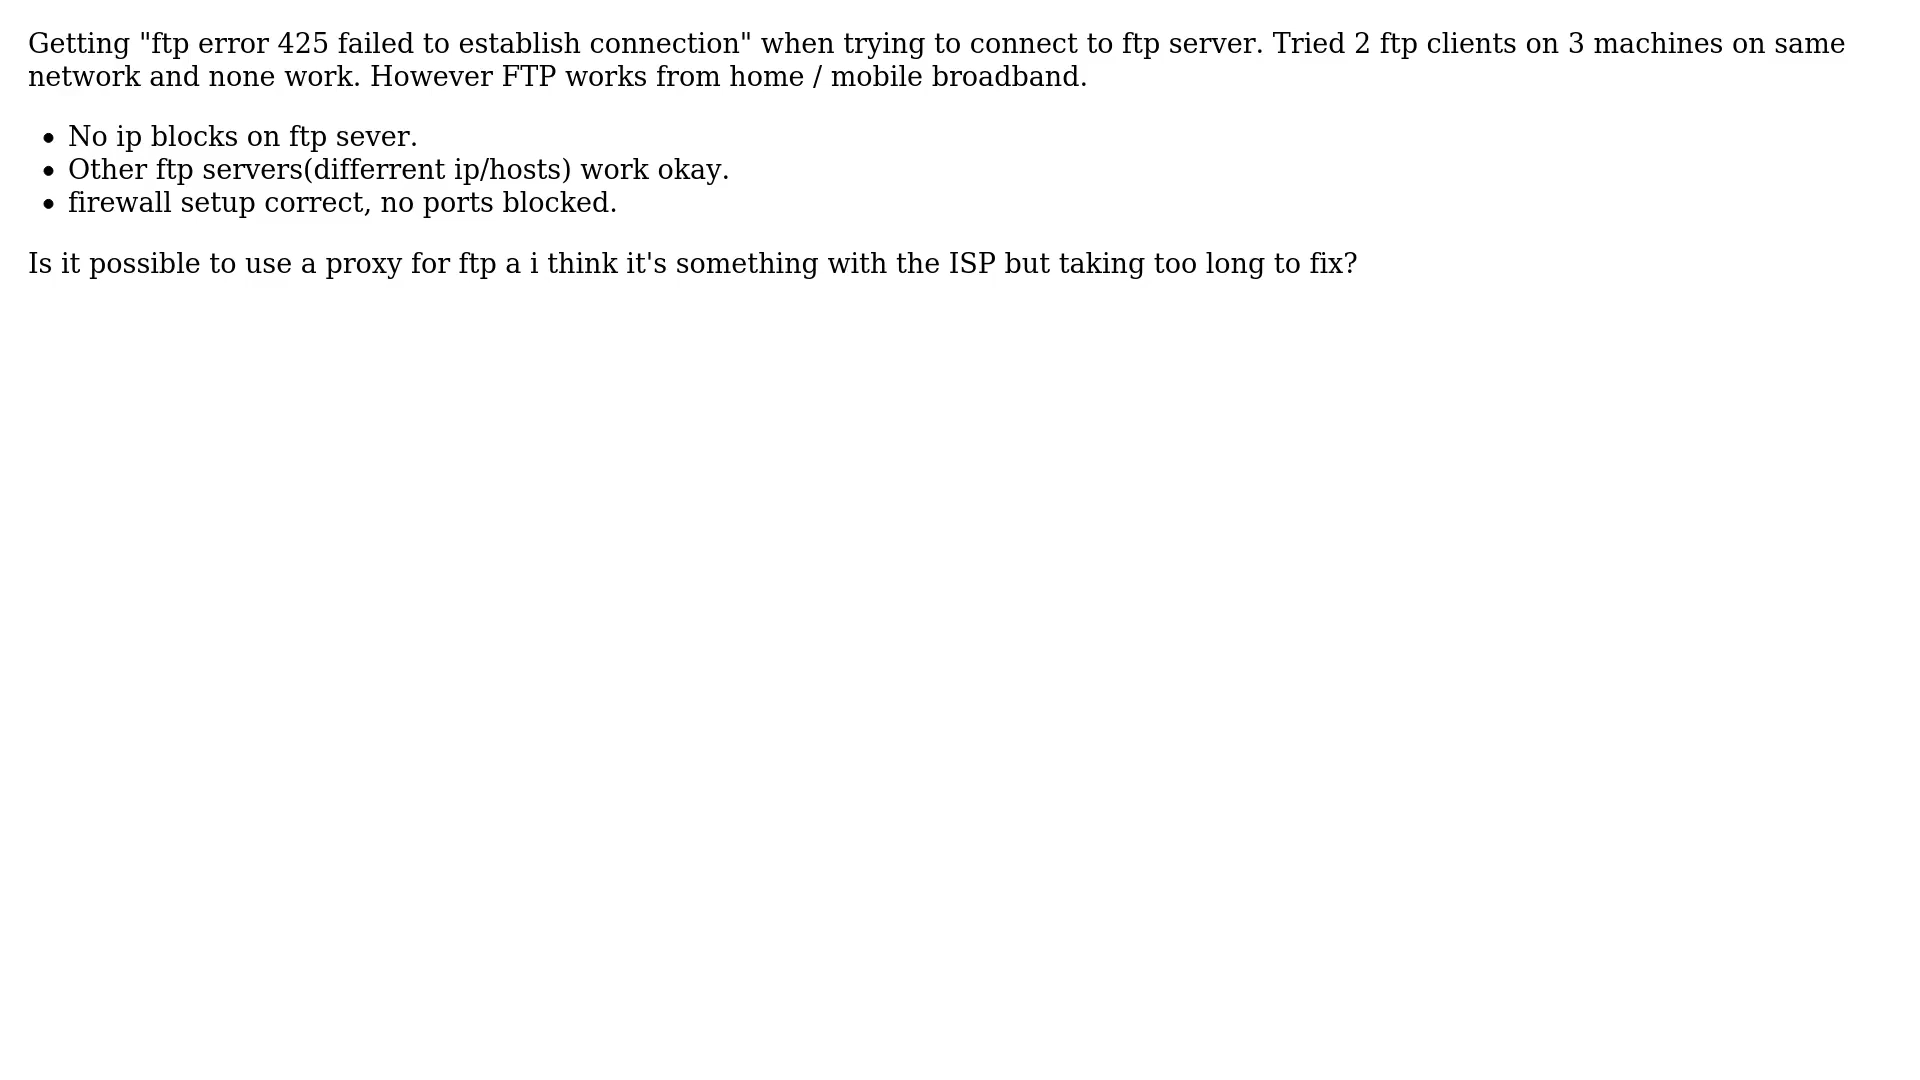 Getting "ftp error 425 failed to establish connection" when trying to connect to ftp server. Tried 2 ftp clients on 3 machines on same
network and none work. However FTP works from home / mobile broadband.
• No ip blocks on ftp sever.
• Other ftp servers(differrent ip/hosts) work okay.
• firewall setup correct, no ports blocked.
Is it possible to use a proxy for ftp a i think it's something with the ISP but taking too long to fix?